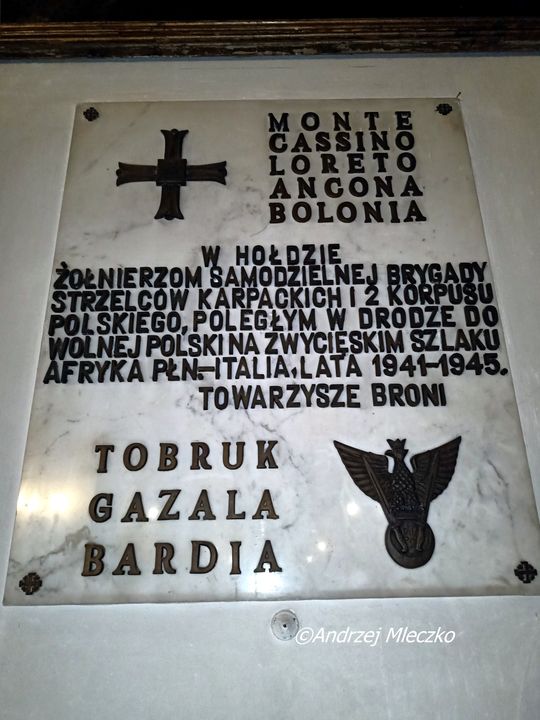 MONTE
CASSINO
LORETO
ANCONA
BOLONIA
W HOŁDZIE
ŻOŁNIERZOM SAMODZIELNEJ BRYGADY
STRZELCÓW KARPACKICH I 2 KORPUSU
POLSKIEGO, POLEGŁYM W DRODZE DO
WOLNEJ POLSKI NA ZWYCIĘSKIM SZLAKU
AFRYKA PŁN.-ITALIA, LATA 1941-1945.
TOWARZYSZE BRONI
TOBRUK
GAZALA
BARDIA
©Andrzej Mleczko